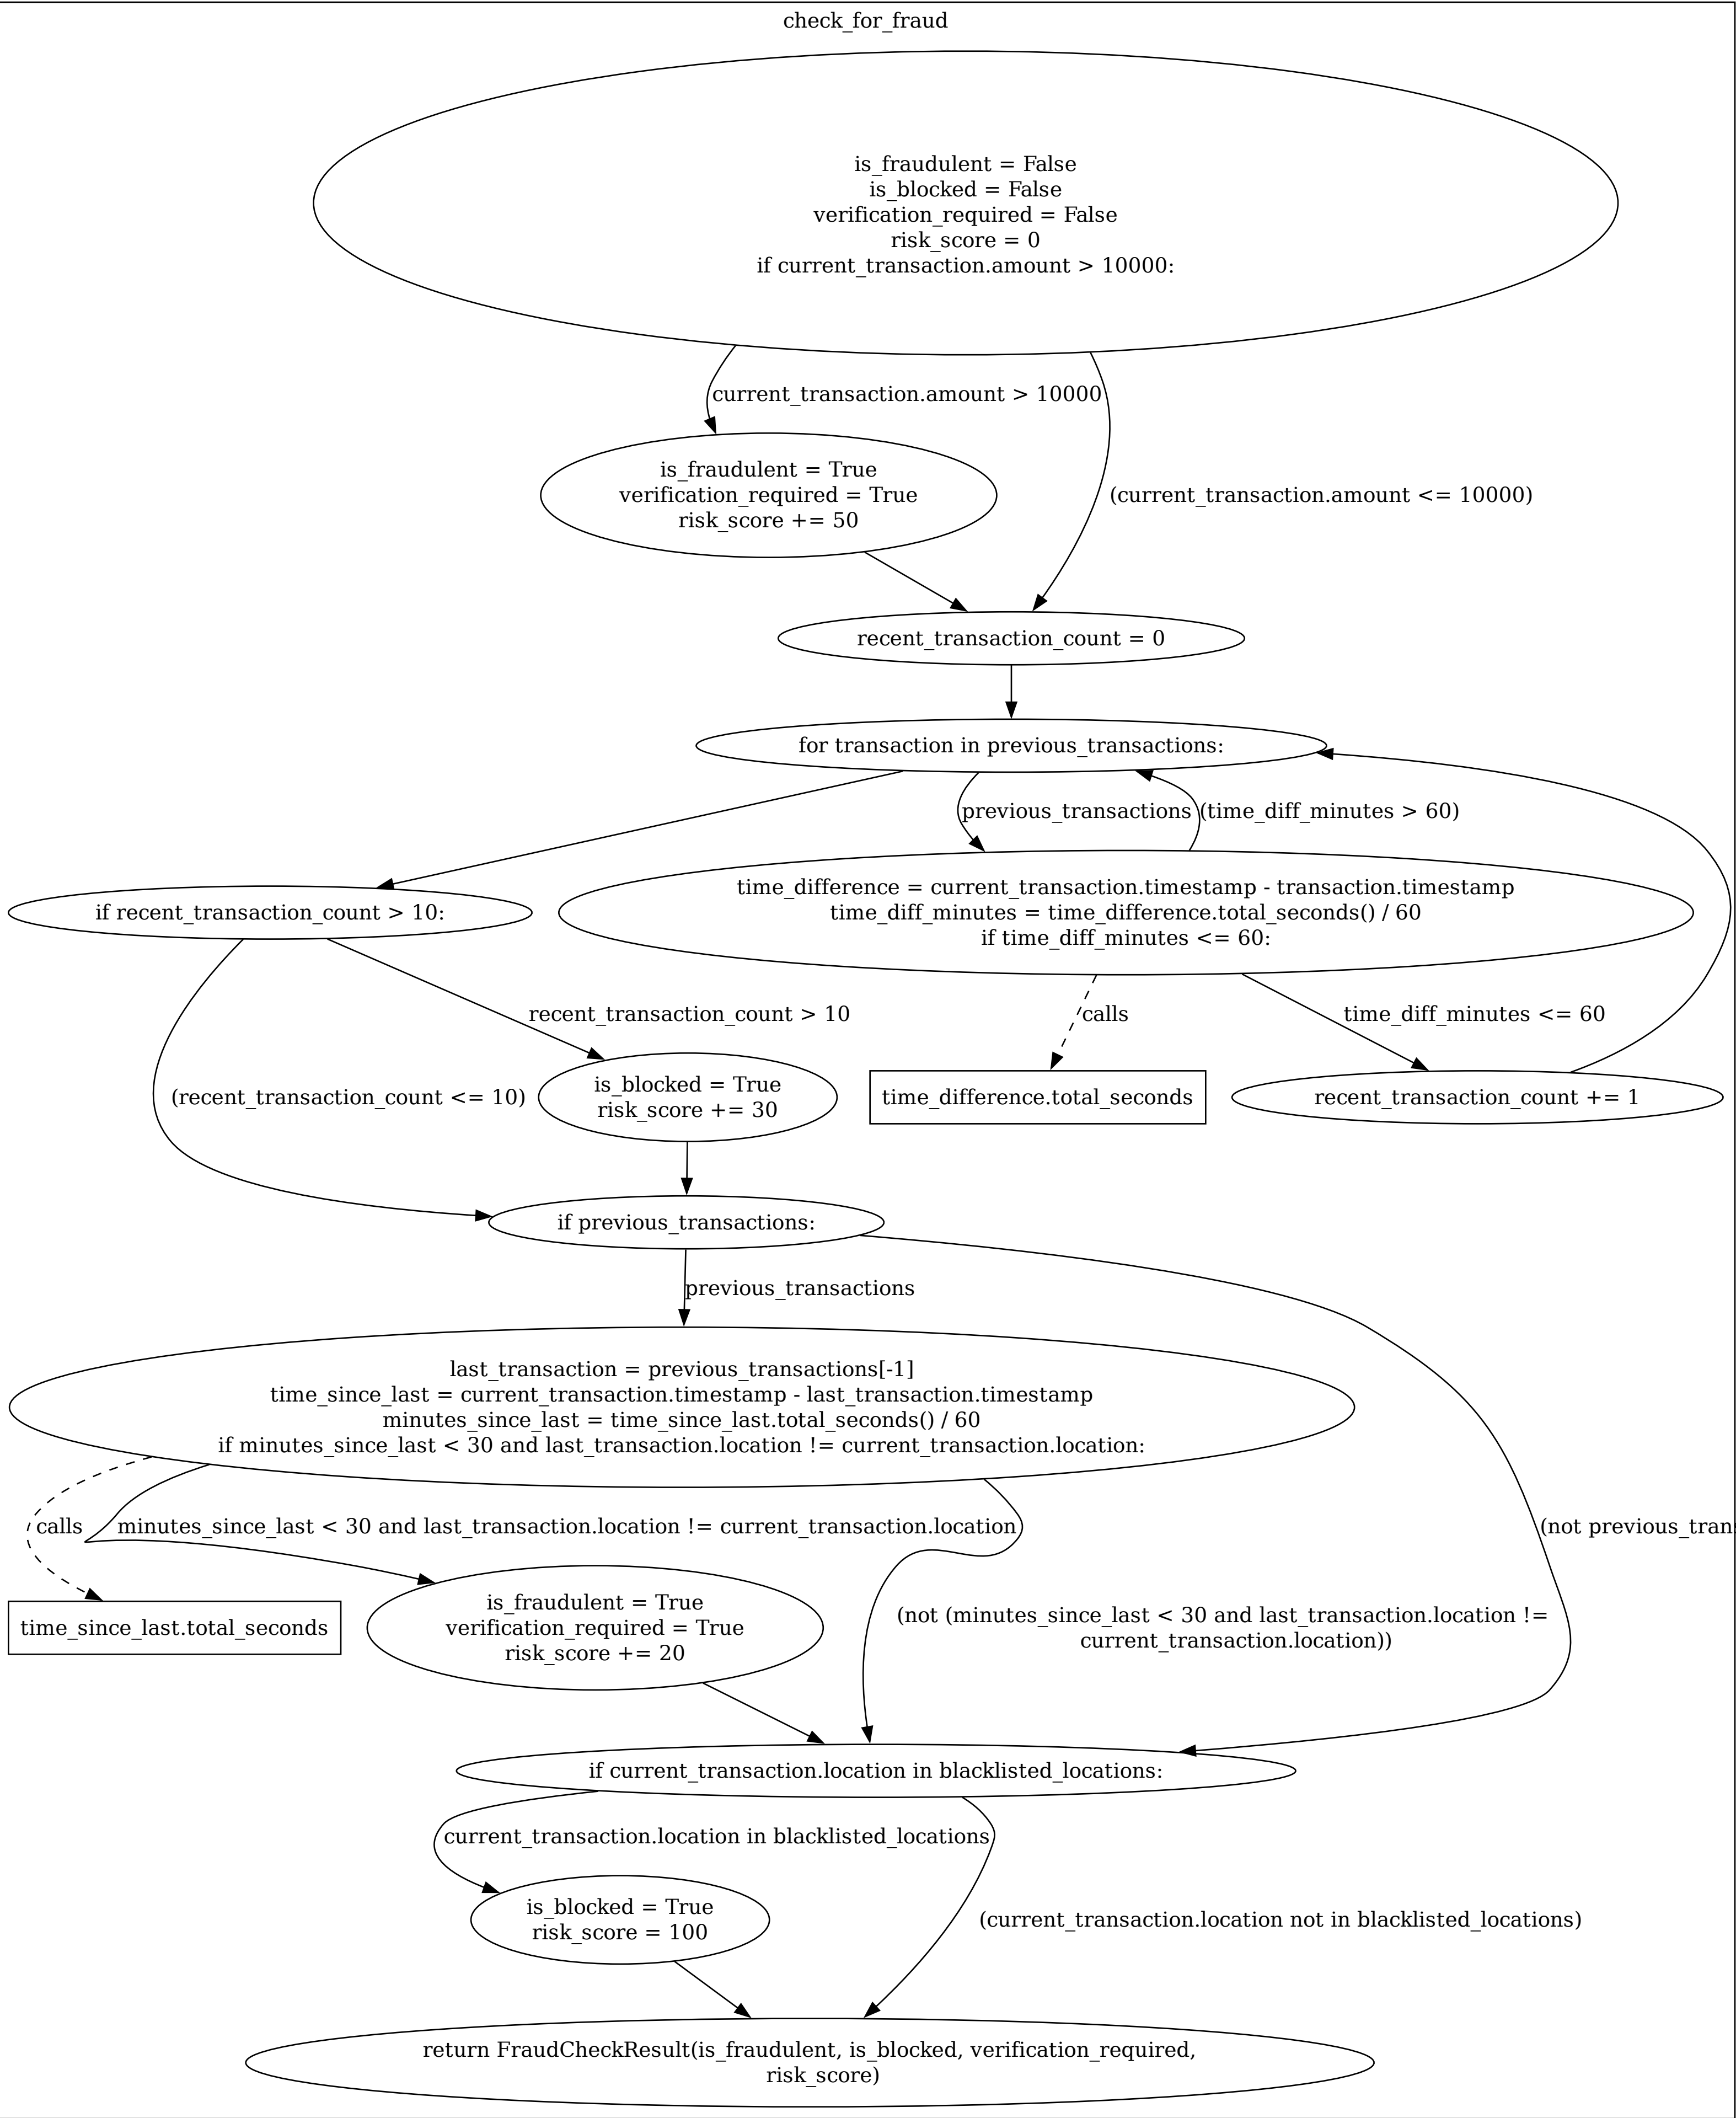 check_for_fraud
is_fraudulent = False
is_blocked = False
verification_required = False
risk_score = 0
if current_transaction.amount > 10000:
current_transaction.amount > 10000
is_fraudulent = True
verification_required = True
risk_score += 50
(current_transaction.amount <= 10000)
recent_transaction_count = 0
for transaction in previous_transactions:
previous_transactions
(time_diff_minutes > 60)
if recent_transaction_count > 10:
time_difference = current_transaction.timestamp - transaction.timestamp
time_diff_minutes = time_difference.total_seconds() / 60
if time_diff_minutes <= 60:
recent_transaction_count > 10
calls
time_diff_minutes <= 60
(recent_transaction_count <= 10)
is_blocked = True
risk_score += 30
time_difference.total_seconds
recent_transaction_count += 1
if previous_transactions:
previous_transactions
last_transaction = previous_transactions[-1]
time_since_last = current_transaction.timestamp - last_transaction.timestamp
minutes_since_last = time_since_last.total_seconds() / 60
if minutes_since_last < 30 and last_transaction.location != current_transaction.location:
calls
minutes_since_last < 30 and last_transaction.location != current_transaction.location
(not previous_tran
time_since_last.total_seconds
is_fraudulent = True
verification_required = True
risk_score += 20
(not (minutes_since_last < 30 and last_transaction.location !=
current_transaction.location))
if current_transaction.location in blacklisted_locations:
current_transaction.location in blacklisted_locations
is_blocked = True
risk_score = 100
(current_transaction.location not in blacklisted_locations)
return FraudCheckResult(is_fraudulent, is_blocked, verification_required,
risk_score)